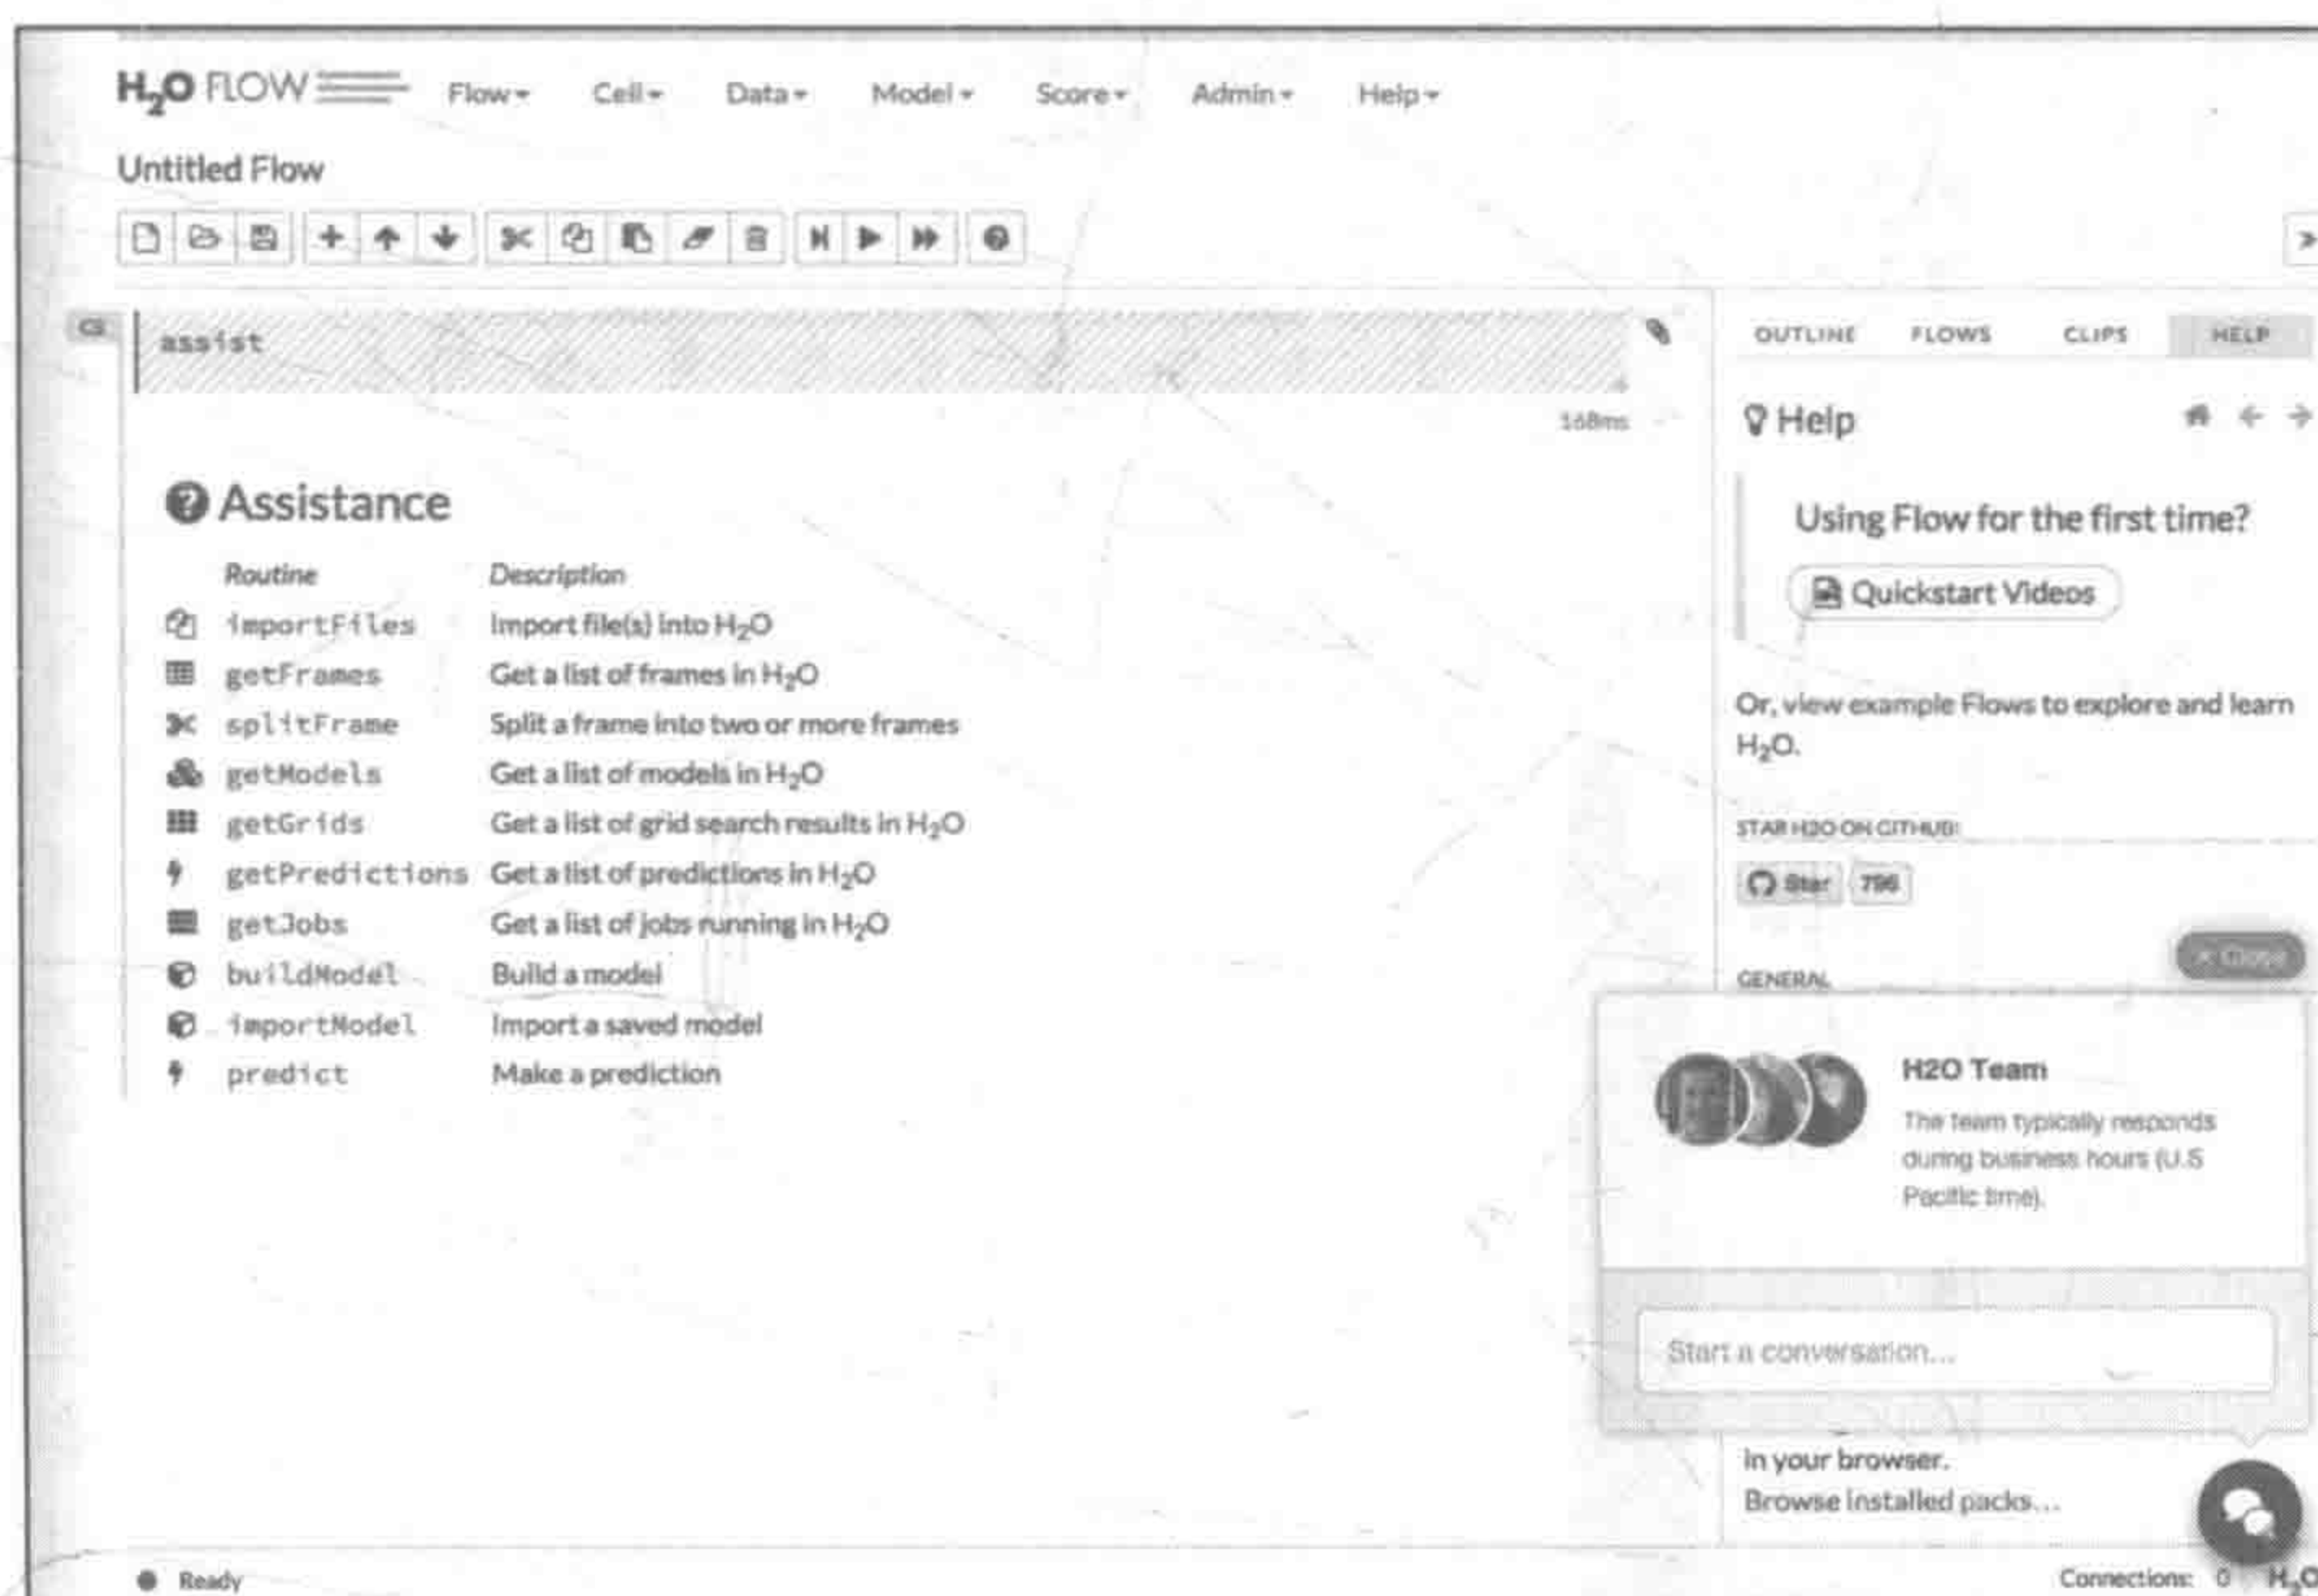 H2O FLOW Flow Cell Data Model Score Admin Help
Untitled Flow
CS
assist
168ms
Assistance
Routine Description
importFiles Import file(s) into H2O
getFrames Get a list of frames in H2O
splitFrame Split a frame into two or more frames
getModels Get a list of models in H2O
getGrids Get a list of grid search results in H2O
getPredictions Get a list of predictions in H2O
getJobs Get a list of jobs running in H2O
buildModel Build a model
importModel Import a saved model
predict Make a prediction
OUTLINE FLOWS CLIPS HELP
Help
Using Flow for the first time?
Quickstart Videos
Or, view example Flows to explore and learn
H2O.
STAR H2O ON GITHUB!
Star 796
GENERAL
× Close
H2O Team
The team typically responds
during business hours (U.S
Pacific time).
Start a conversation...
in your browser.
Browse installed packs...
Ready
Connections: 0 H2O